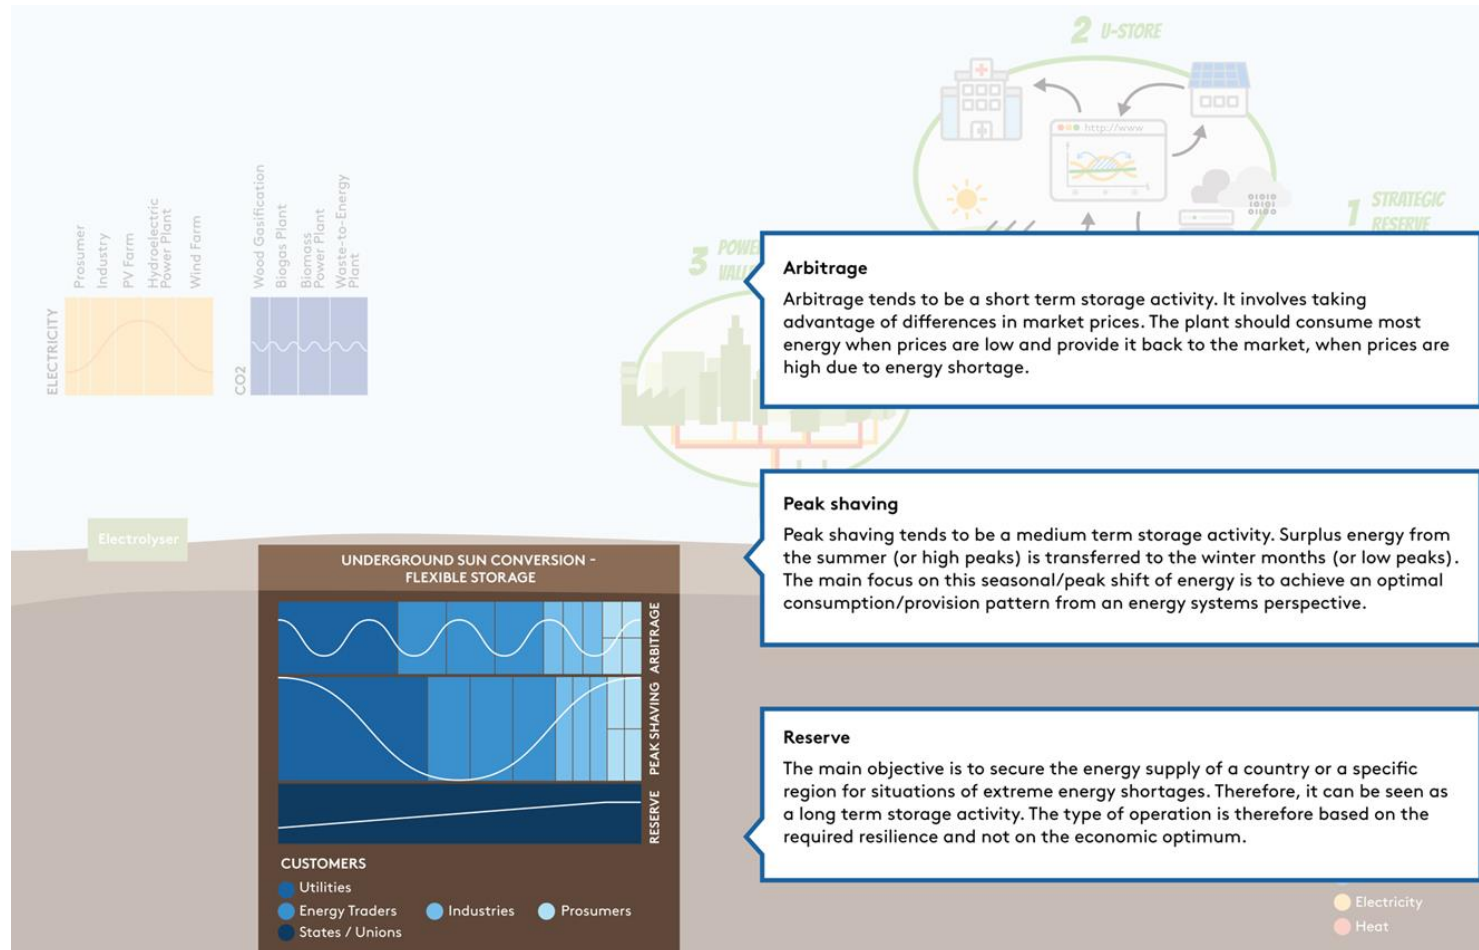 2 U-STORE
http://www
1 STRATEGIC
RESERVE
3 POWE
VALL
Prosumer
Industry
PV Farm
Hydroelectric
Power Plant
Wind Farm
ELECTRICITY
Wood Gasification
Biogas Plant
Biomass
Power Plant
Waste-to-Energy
Plant
CO2
01010
10101
01100
Arbitrage
Arbitrage tends to be a short term storage activity. It involves taking
advantage of differences in market prices. The plant should consume most
energy when prices are low and provide it back to the market, when prices are
high due to energy shortage.
Peak shaving
Peak shaving tends to be a medium term storage activity. Surplus energy from
the summer (or high peaks) is transferred to the winter months (or low peaks).
The main focus on this seasonal/peak shift of energy is to achieve an optimal
consumption/provision pattern from an energy systems perspective.
Reserve
The main objective is to secure the energy supply of a country or a specific
region for situations of extreme energy shortages. Therefore, it can be seen as
a long term storage activity. The type of operation is therefore based on the
required resilience and not on the economic optimum.
Electrolyser
UNDERGROUND SUN CONVERSION –
FLEXIBLE STORAGE
ARBITRAGE
PEAK SHAVING
RESERVE
CUSTOMERS
Utilities
Energy Traders
Industries
Prosumers
States / Unions
Electricity
Heat